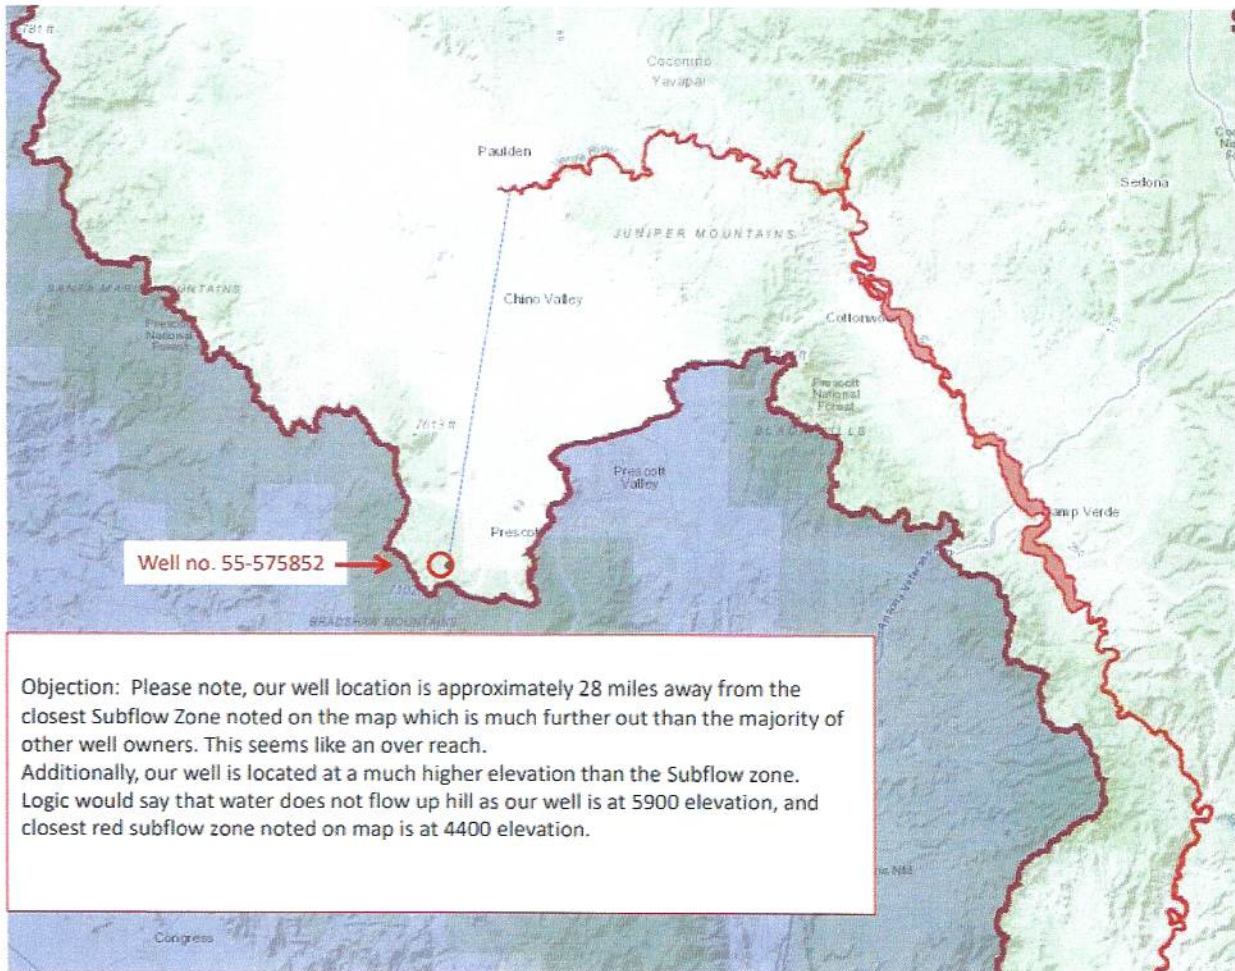 Coconino
Yavapai
Paulden
Verde River
Sedona
JUNIPER MOUNTAINS
Chino Valley
Prescott
National
Forest
Cottonwood
7613 ft
Prescott
National
Forest
Prescott
Valley
Prescott
Camp Verde
Well no. 55-575852
BRADSHAW MOUNTAINS
Objection: Please note, our well location is approximately 28 miles away from the
closest Subflow Zone noted on the map which is much further out than the majority of
other well owners. This seems like an over reach.
Additionally, our well is located at a much higher elevation than the Subflow zone.
Logic would say that water does not flow up hill as our well is at 5900 elevation, and
closest red subflow zone noted on map is at 4400 elevation.
Congress